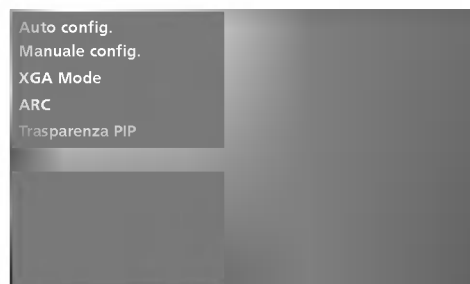 Auto config.
Manuale config.
XGA Mode
ARC
Trasparenza PIP